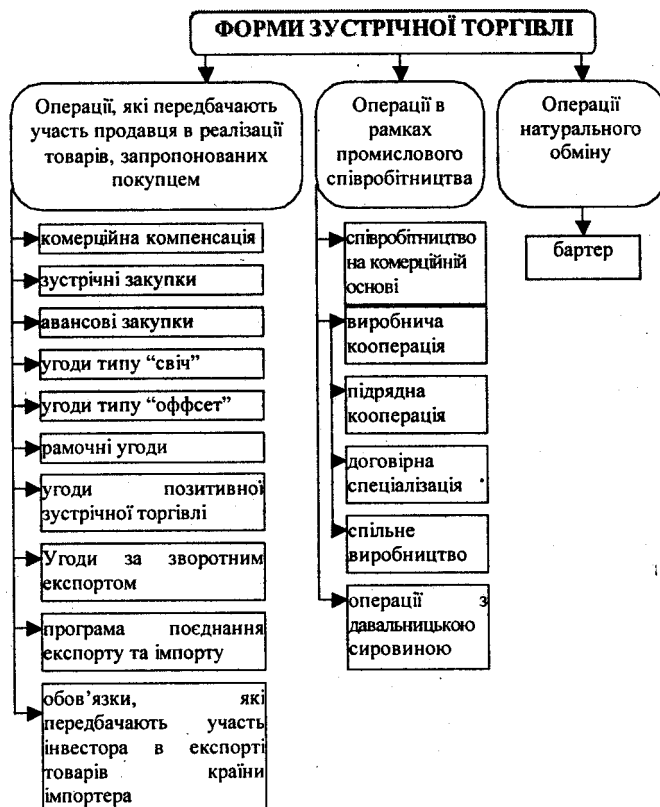 ФОРМИ ЗУСТРІЧНОЇ ТОРГІВЛІ
Операції, які передбачають
участь продавця в реалізації
товарів, запропонованих
покупцем
комерційна компенсація
зустрічні закупки
авансові закупки
угоди типу “свіч”
угоди типу “оффсет”
рамочні угоди
угоди позитивної
зустрічної торгівлі
Угоди за зворотним
експортом
програма поєднання
експорту та імпорту
обов’язки, які
передбачають участь
інвестора в експорті
товарів країни
імпортера
Операції в
рамках
промислового
співробітництва
співробітництво
на комерційній
основі
виробнича
кооперація
підрядна
кооперація
договірна
спеціалізація
спільне
виробництво
операції з
давальницькою
сировиною
Операції
натурального
обміну
бартер